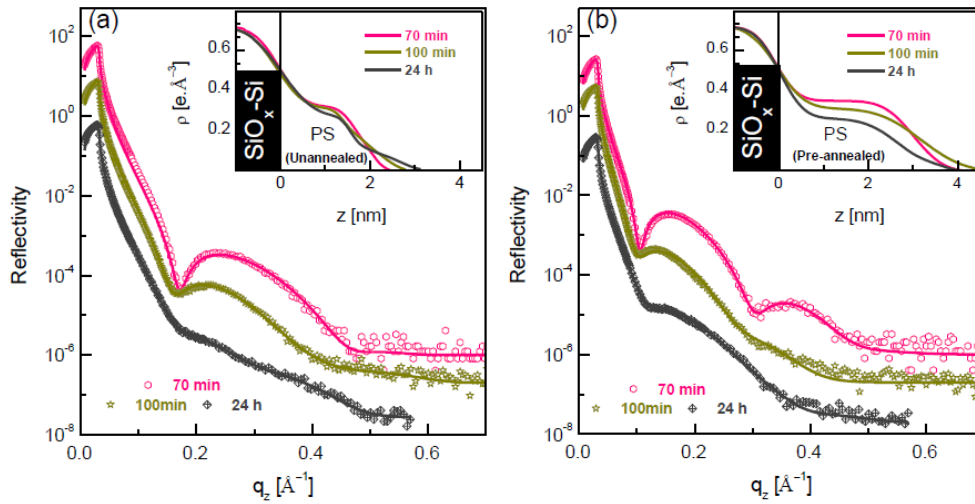 (a)
10^2
10^0
10^-2
10^-4
10^-6
10^-8
Reflectivity
0.0
0.2
0.4
0.6
q_z [Å^-1]
70 min
100min
24 h
70 min
100 min
24 h
0.6
0.4
0.2
ρ [e.Å^-3]
SiO_x-Si
PS
(Unannealed)
0
2
4
z [nm]
(b)
10^2
10^0
10^-2
10^-4
10^-6
10^-8
Reflectivity
0.0
0.2
0.4
0.6
q_z [Å^-1]
70 min
100min
24 h
70 min
100 min
24 h
0.6
0.4
0.2
ρ [e.Å^-3]
SiO_x-Si
PS
(Pre-annealed)
0
2
4
z [nm]